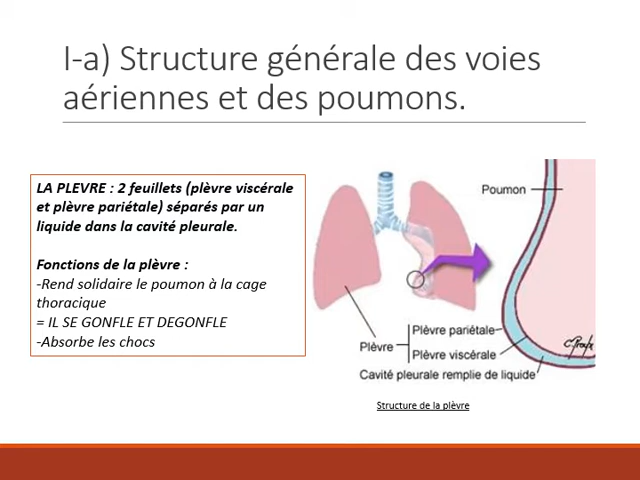 I-a) Structure générale des voies
aériennes et des poumons.
LA PLEVRE : 2 feuillets (plèvre viscérale
et plèvre pariétale) séparés par un
liquide dans la cavité pleurale.
Fonctions de la plèvre :
-Rend solidaire le poumon à la cage
thoracique
= IL SE GONFLE ET DEGONFLE
-Absorbe les chocs
Poumon
Plèvre
Plèvre pariétale
Plèvre viscérale
Cavité pleurale remplie de liquide
Structure de la plèvre